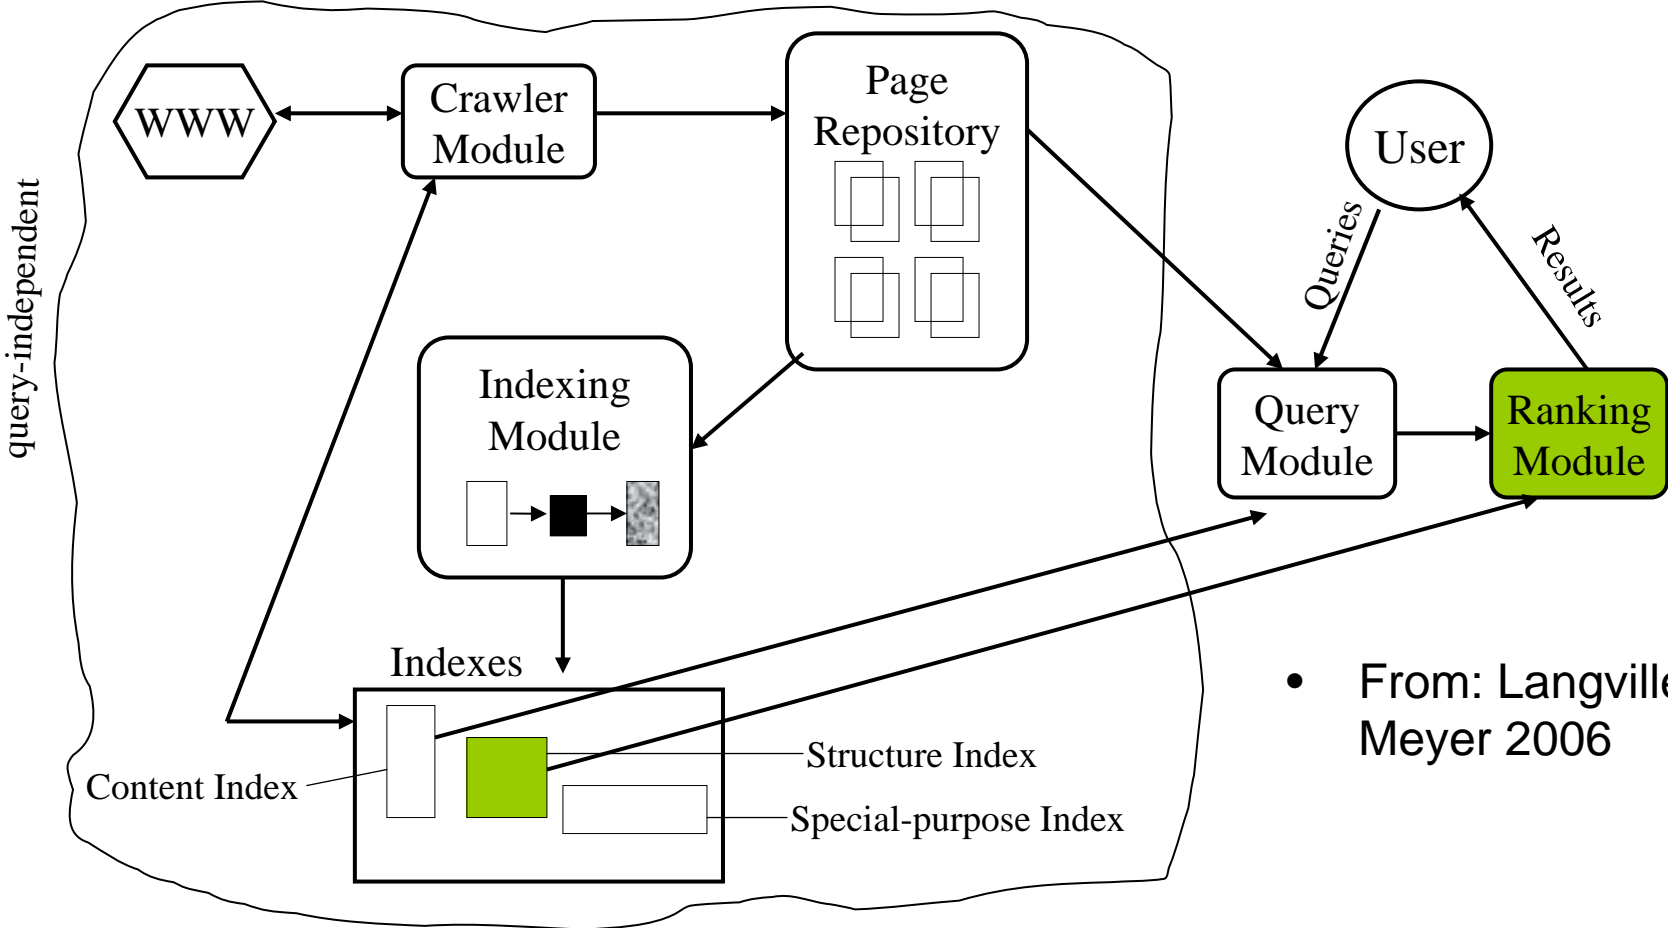 query-independent
WWW
Crawler
Module
Page
Repository
User
Queries
Results
Indexing
Module
Query
Module
Ranking
Module
Indexes
Content Index
Structure Index
Special-purpose Index
• From: Langville
Meyer 2006